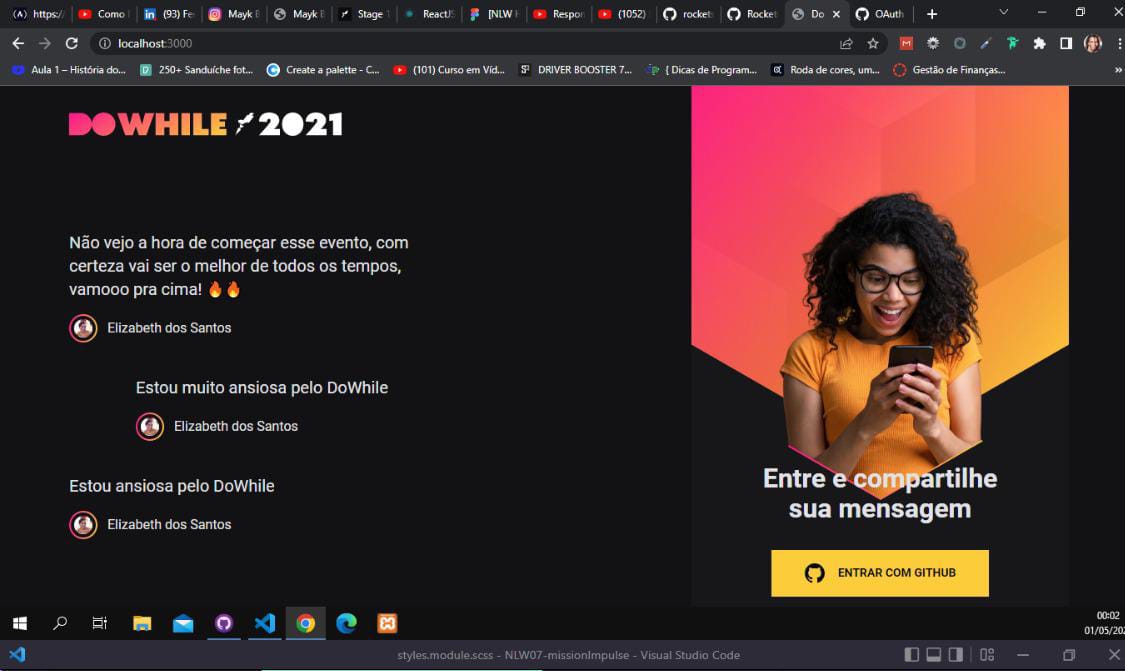 https:/
Como
(93) Fe
Mayk B
Mayk B
Stage 1
ReactJS
[NLW
Respon
(1052)
rockets
Rocket
Do
OAuth
localhost:3000
Aula 1 – História do...
250+ Sanduíche fot...
Create a palette - C...
(101) Curso em Víd...
DRIVER BOOSTER 7...
{ Dicas de Program...
Roda de cores, um...
Gestão de Finanças...
DOWHILE 2021
Não vejo a hora de começar esse evento, com
certeza vai ser o melhor de todos os tempos,
vamooo pra cima! 🔥🔥
Elizabeth dos Santos
Estou muito ansiosa pelo DoWhile
Elizabeth dos Santos
Estou ansiosa pelo DoWhile
Elizabeth dos Santos
Entre e compartilhe
sua mensagem
ENTRAR COM GITHUB
00:02
01/05/202
styles.module.scss - NLW07-missionImpulse - Visual Studio Code